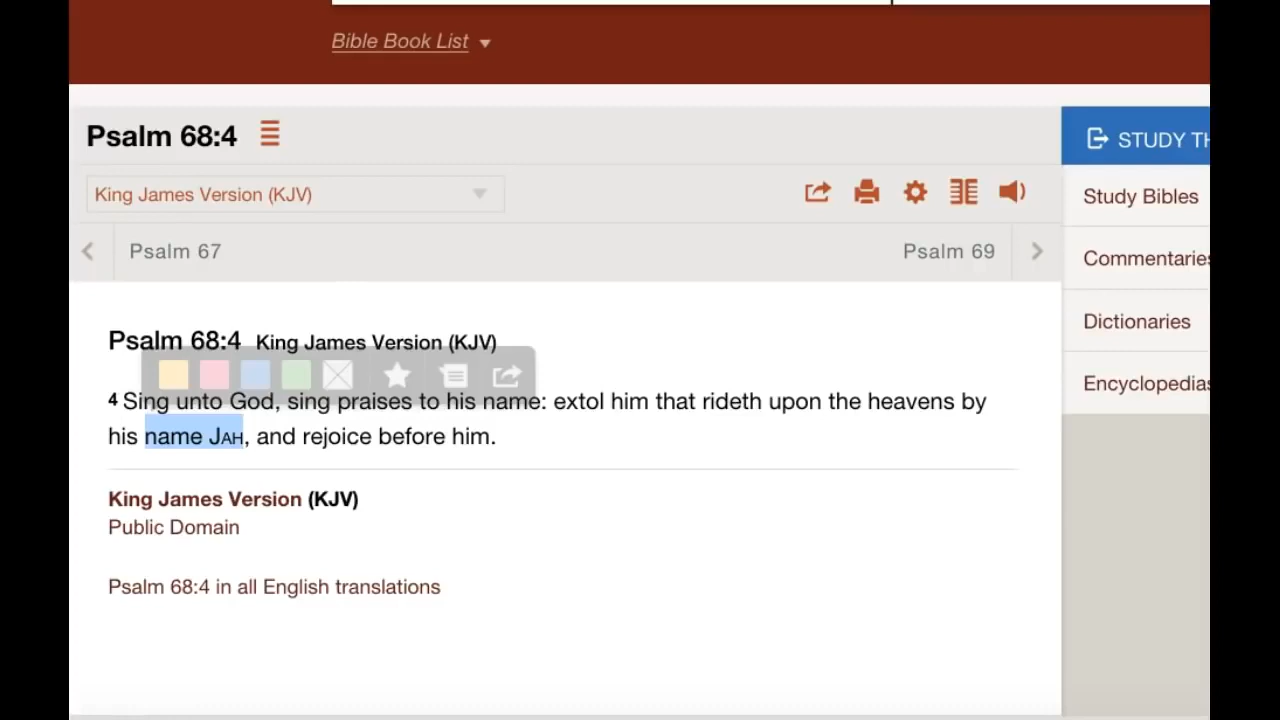 Bible Book List
Psalm 68:4
STUDY TH
King James Version (KJV)
Study Bibles
Psalm 67
Psalm 69
Commentaries
Dictionaries
Encyclopedias
Psalm 68:4 King James Version (KJV)
4 Sing unto God, sing praises to his name: extol him that rideth upon the heavens by
his name JAH, and rejoice before him.
King James Version (KJV)
Public Domain
Psalm 68:4 in all English translations